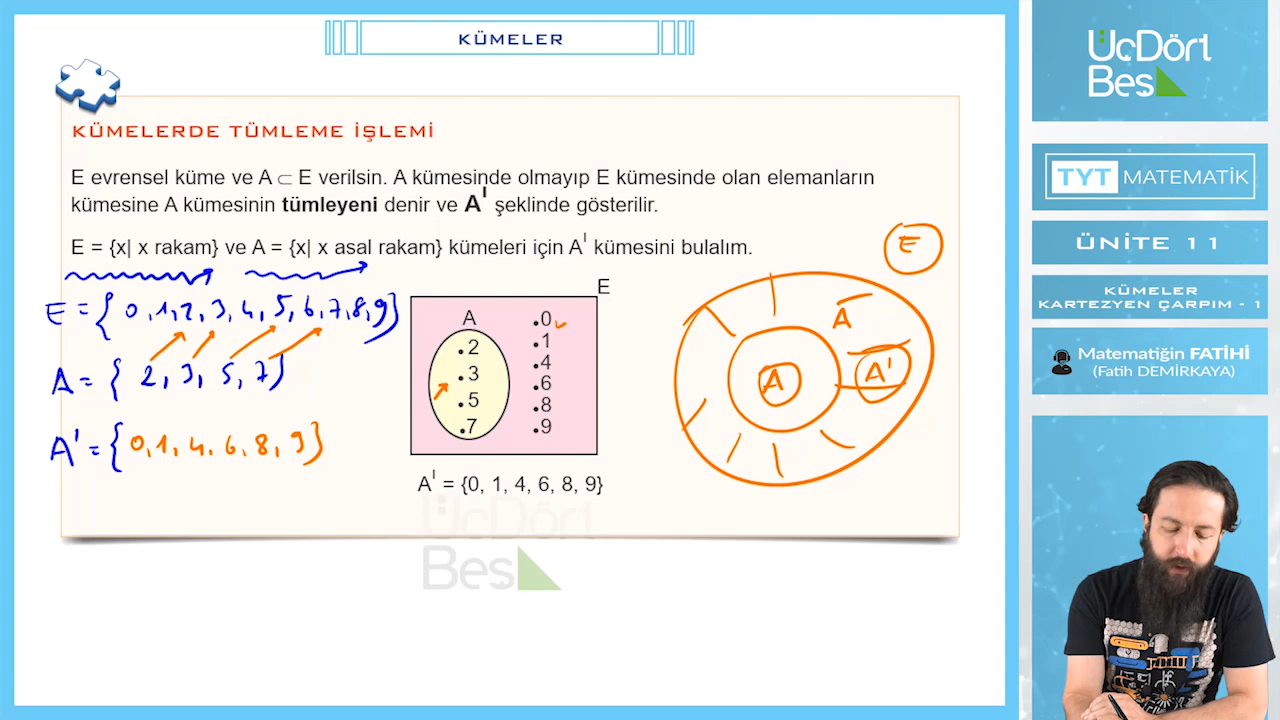 KÜMELER
KÜMELERDE TÜMLEME İŞLEMİ
E evrensel küme ve A ⊂ E verilsin. A kümesinde olmayıp E kümesinde olan elemanların
kümesine A kümesinin tümleyeni denir ve A' şeklinde gösterilir.
E = {x| x rakam} ve A = {x| x asal rakam} kümeleri için A' kümesini bulalım.
E = { 0, 1, 2, 3, 4, 5, 6, 7, 8, 9}
A = { 2, 3, 5, 7}
A' = { 0, 1, 4, 6, 8, 9}
E
A
.2
.3
.5
.7
.0
.1
.4
.6
.8
.9
A' = {0, 1, 4, 6, 8, 9}
E
A̅
A
A'
ÜçDört
Beş
ÜçDört
Beş
TYT MATEMATİK
ÜNİTE 11
KÜMELER
KARTEZYEN ÇARPIM - 1
Matematiğin FATİHİ
(Fatih DEMİRKAYA)